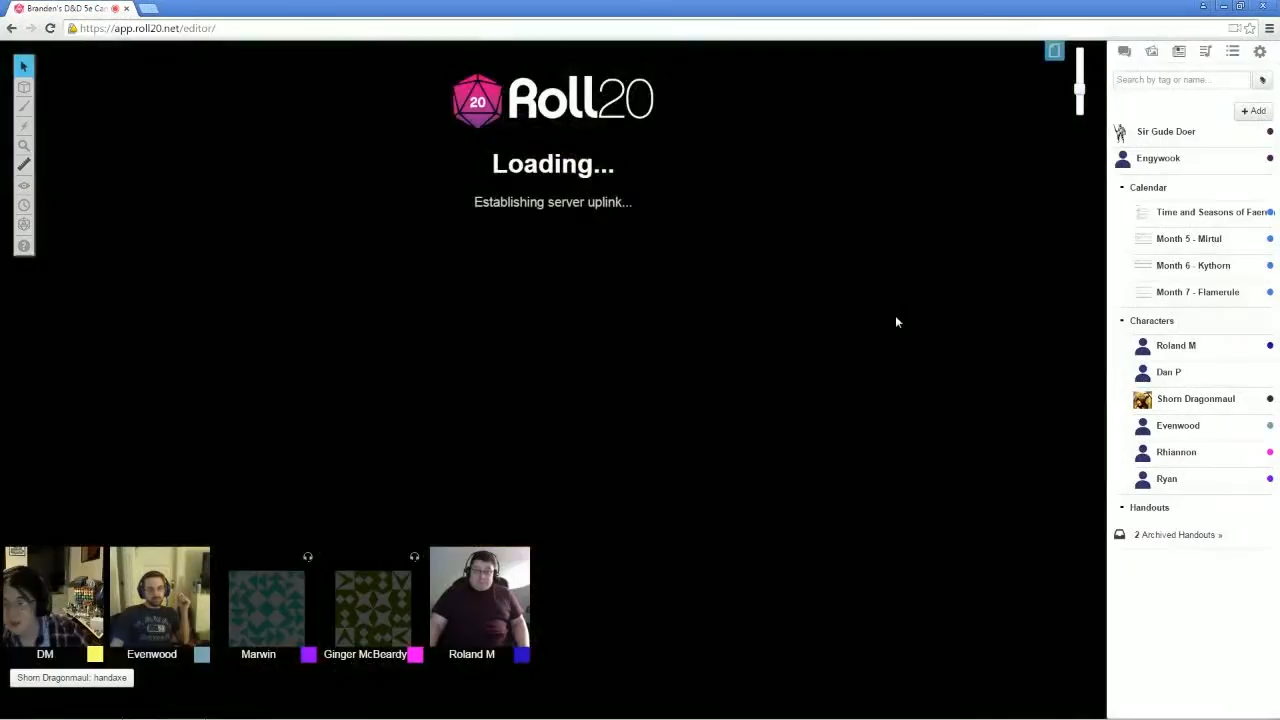 Branden's D&D 5e Ca
https://app.roll20.net/editor/
20
Roll20
Loading...
Establishing server uplink...
Search by tag or name...
+ Add
Sir Gude Doer
Engywook
Calendar
Time and Seasons of Faer
Month 5 - Mirtul
Month 6 - Kythorn
Month 7 - Flamerule
Characters
Roland M
Dan P
Shorn Dragonmaul
Evenwood
Rhiannon
Ryan
Handouts
2 Archived Handouts »
DM
Evenwood
Marwin
Ginger McBeardy
Roland M
Shorn Dragonmaul: handaxe